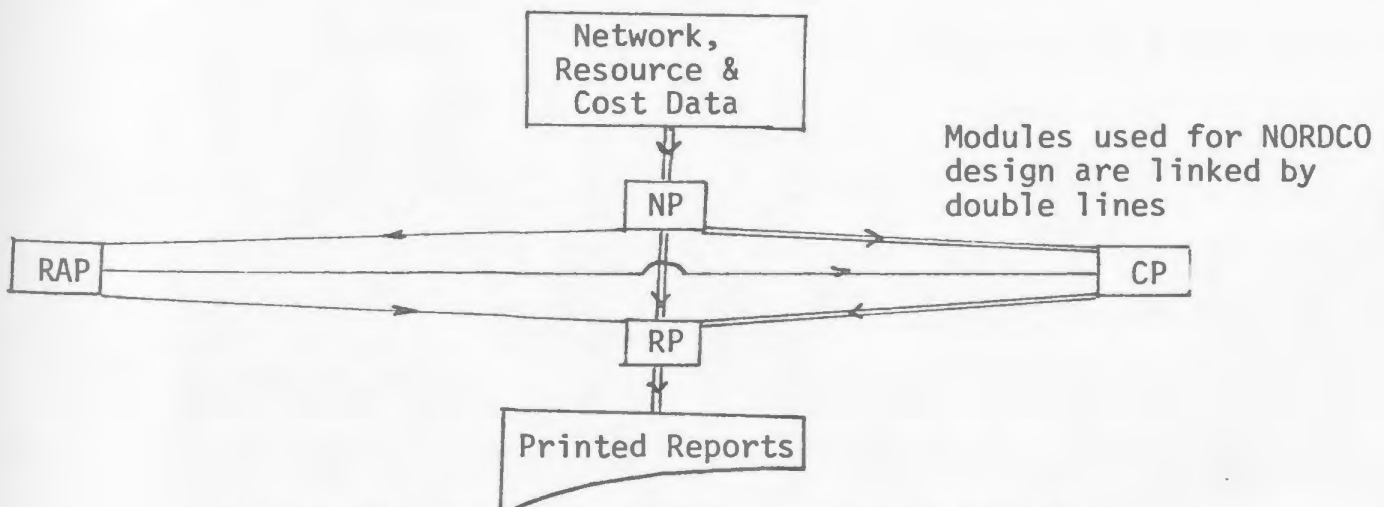 Network,
Resource &
Cost Data
Modules used for NORDCO
design are linked by
double lines
NP
RAP
CP
RP
Printed Reports